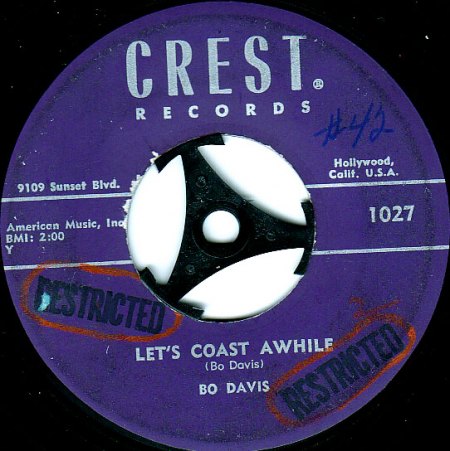 CREST®
RECORDS
#42
Hollywood,
Calif. U.S.A.
9109 Sunset Blvd.
1027
American Music, Inc
BMI: 2:00
Y
RESTRICTED
LET'S COAST AWHILE
(Bo Davis)
BO DAVIS
RESTRICTED